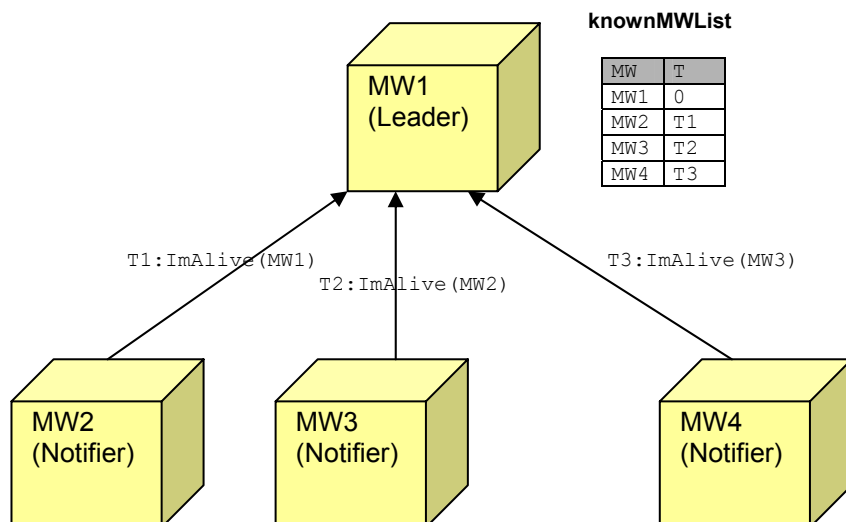 knownMWList
MW1
(Leader)
MW T
MW1 0
MW2 T1
MW3 T2
MW4 T3
T1:ImAlive(MW1)
T2:ImAlive(MW2)
T3:ImAlive(MW3)
MW2
(Notifier)
MW3
(Notifier)
MW4
(Notifier)